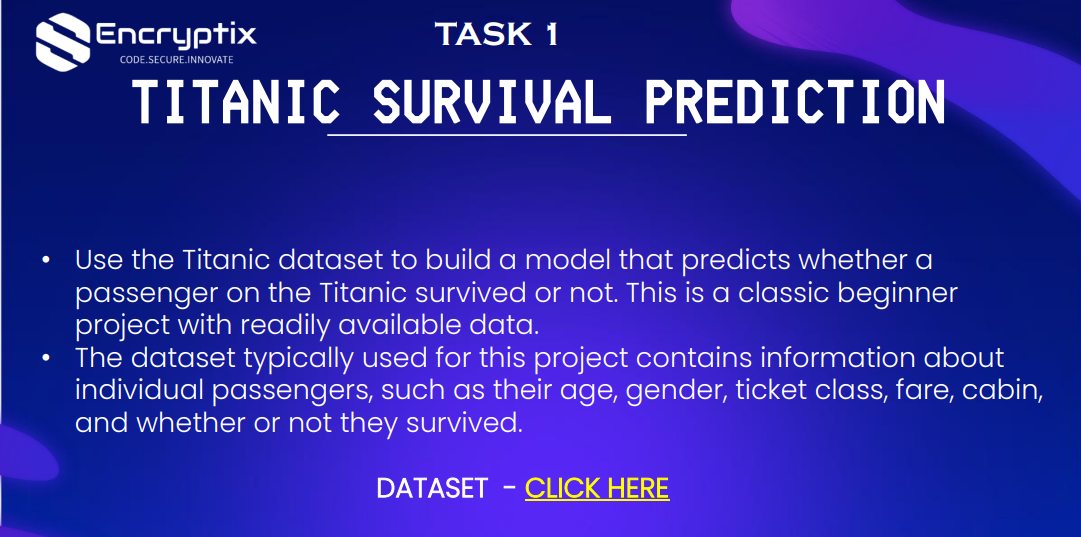 Encryptix
CODE.SECURE.INNOVATE
TASK 1
TITANIC SURVIVAL PREDICTION
• Use the Titanic dataset to build a model that predicts whether a
passenger on the Titanic survived or not. This is a classic beginner
project with readily available data.
• The dataset typically used for this project contains information about
individual passengers, such as their age, gender, ticket class, fare, cabin,
and whether or not they survived.
DATASET - CLICK HERE